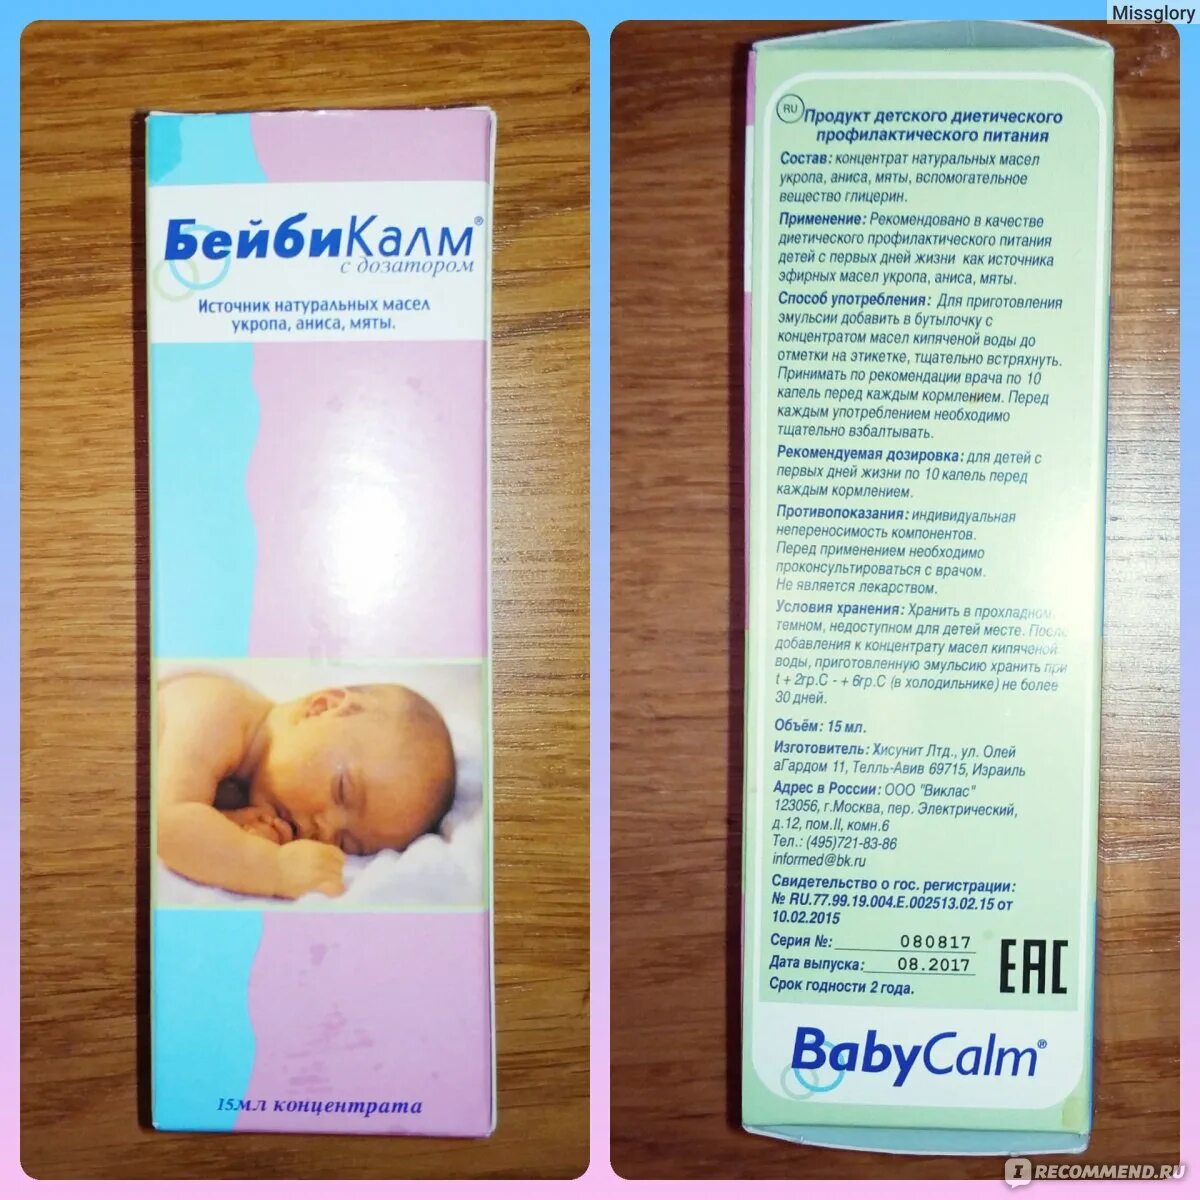 Missglory
БейбиКалм®
с дозатором
Источник натуральных масел
укропа, аниса, мяты.
15мл концентрата
RU
Продукт детского диетического
профилактического питания
Состав: концентрат натуральных масел
укропа, аниса, мяты, вспомогательное
вещество глицерин.
Применение: Рекомендовано в качестве
диетического профилактического питания
детей с первых дней жизни как источника
эфирных масел укропа, аниса, мяты.
Способ употребления: Для приготовления
эмульсии добавить в бутылочку с
концентратом масел кипяченой воды до
отметки на этикетке, тщательно встряхнуть.
Принимать по рекомендации врача по 10
капель перед каждым кормлением. Перед
каждым употреблением необходимо
тщательно взбалтывать.
Рекомендуемая дозировка: для детей с
первых дней жизни по 10 капель перед
каждым кормлением.
Противопоказания: индивидуальная
непереносимость компонентов.
Перед применением необходимо
проконсультироваться с врачом.
Не является лекарством.
Условия хранения: Хранить в прохладном,
темном, недоступном для детей месте. После
добавления к концентрату масел кипяченой
воды, приготовленную эмульсию хранить при
t + 2гр.С - + 6гр.С (в холодильнике) не более
30 дней.
Объём: 15 мл.
Изготовитель: Хисунит Лтд., ул. Олей
аГардом 11, Телль-Авив 69715, Израиль
Адрес в России: ООО "Виклас"
123056, г.Москва, пер. Электрический,
д.12, пом.II, комн.6
Тел.: (495)721-83-86
informed@bk.ru
Свидетельство о гос. регистрации:
№ RU.77.99.19.004.E.002513.02.15 от
10.02.2015
Серия №: 080817
Дата выпуска: 08.2017
Срок годности 2 года.
EAC
BabyCalm®
I RECOMMEND.RU